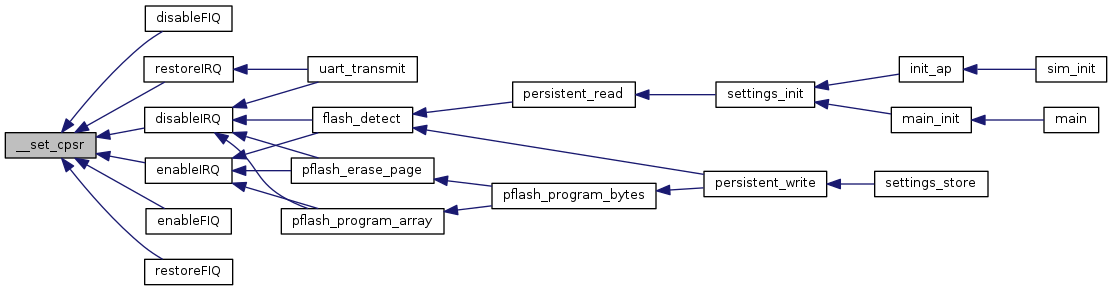 __set_cpsr
disableFIQ
restoreIRQ
disableIRQ
enableIRQ
enableFIQ
restoreFIQ
uart_transmit
flash_detect
pflash_erase_page
pflash_program_array
persistent_read
pflash_program_bytes
settings_init
persistent_write
init_ap
main_init
settings_store
sim_init
main